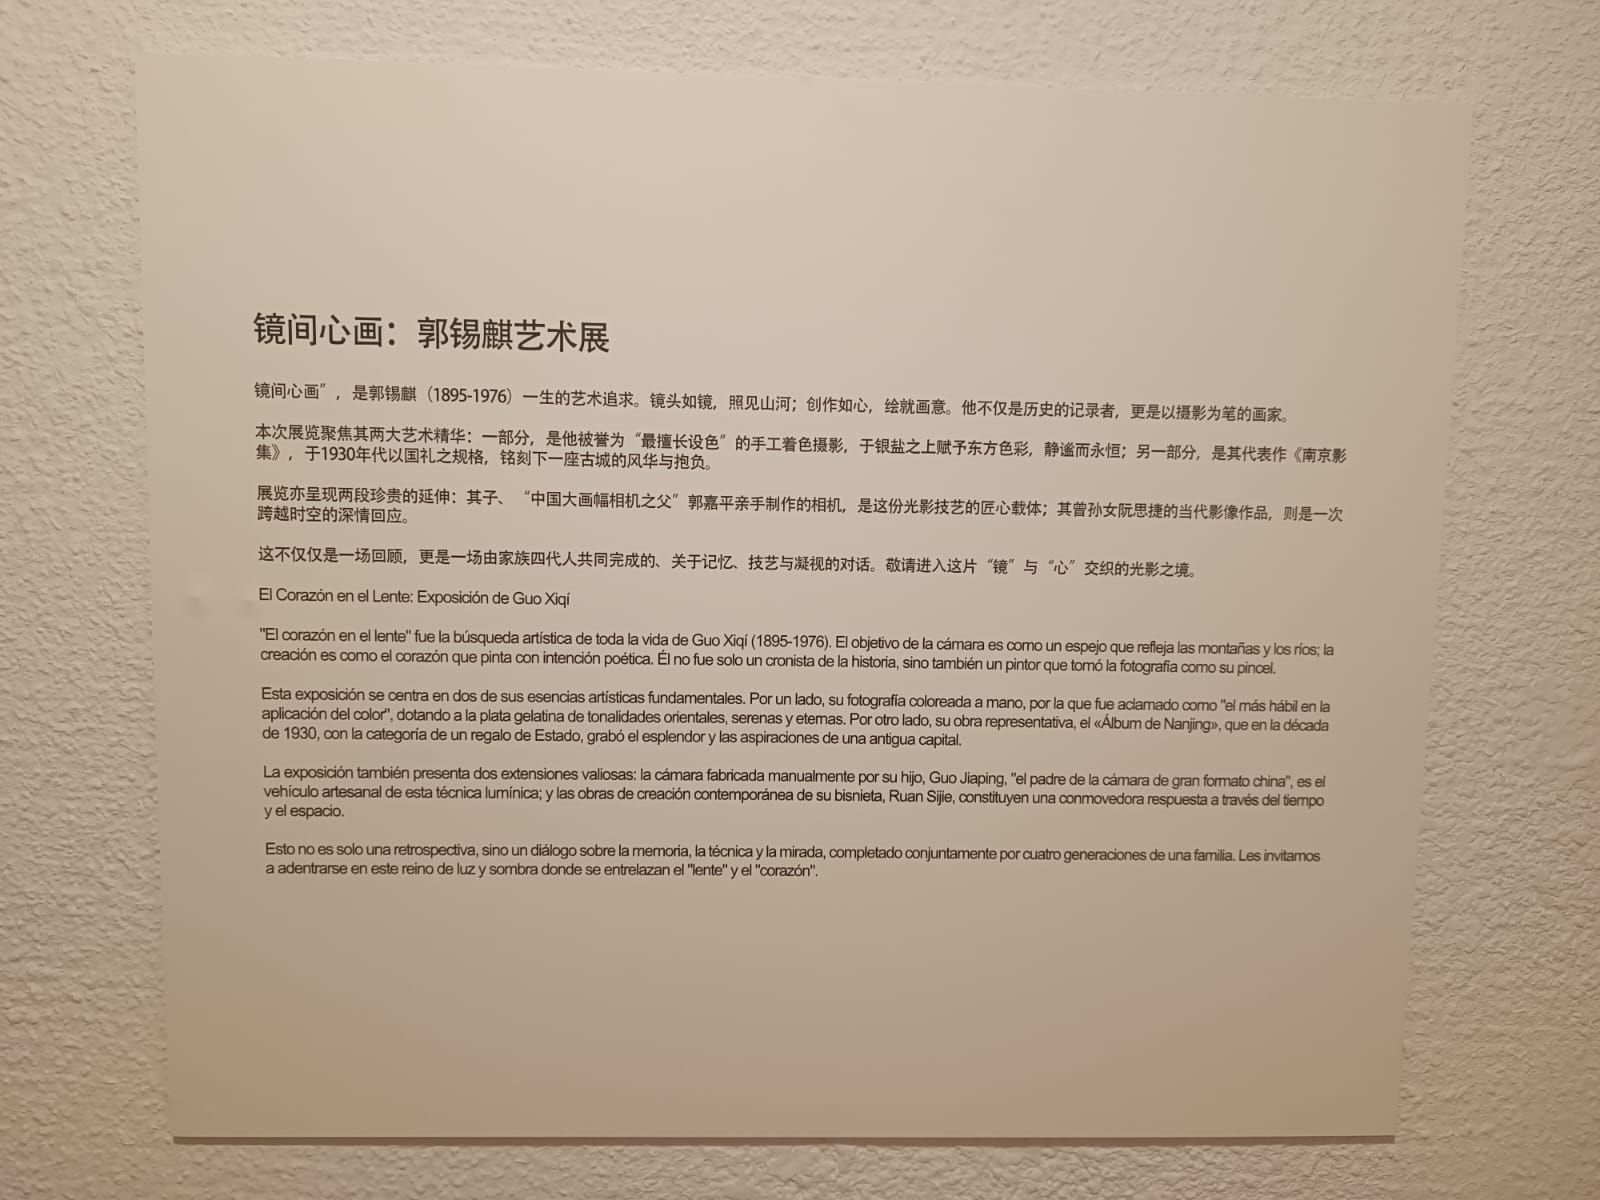 镜间心画：郭锡麒艺术展
镜间心画”，是郭锡麒（1895-1976）一生的艺术追求。镜头如镜，照见山河；创作如心，绘就画意。他不仅是历史的记录者，更是以摄影为笔的画家。
本次展览聚焦其两大艺术精华：一部分，是他被誉为“最擅长设色”的手工着色摄影，于银盐之上赋予东方色彩，静谧而永恒；另一部分，是其代表作《南京影
集》，于1930年代以国礼之规格，铭刻下一座古城的风华与抱负。
展览亦呈现两段珍贵的延伸：其子、“中国大画幅相机之父”郭嘉平亲手制作的相机，是这份光影技艺的匠心载体；其曾孙女阮思捷的当代影像作品，则是一次
跨越时空的深情回应。
这不仅仅是一场回顾，更是一场由家族四代人共同完成的、关于记忆、技艺与凝视的对话。敬请进入这片“镜”与“心”交织的光影之境。
El Corazón en el Lente: Exposición de Guo Xiqí
"El corazón en el lente" fue la búsqueda artística de toda la vida de Guo Xiqí (1895-1976). El objetivo de la cámara es como un espejo que refleja las montañas y los ríos; la
creación es como el corazón que pinta con intención poética. Él no fue solo un cronista de la historia, sino también un pintor que tomó la fotografía como su pincel.
Esta exposición se centra en dos de sus esencias artísticas fundamentales. Por un lado, su fotografía coloreada a mano, por la que fue aclamado como "el más hábil en la
aplicación del color", dotando a la plata gelatina de tonalidades orientales, serenas y eternas. Por otro lado, su obra representativa, el «Álbum de Nanjing», que en la década
de 1930, con la categoría de un regalo de Estado, grabó el esplendor y las aspiraciones de una antigua capital.
La exposición también presenta dos extensiones valiosas: la cámara fabricada manualmente por su hijo, Guo Jiaping, "el padre de la cámara de gran formato china", es el
vehículo artesanal de esta técnica lumínica; y las obras de creación contemporánea de su bisnieta, Ruan Sijie, constituyen una conmovedora respuesta a través del tiempo
y el espacio.
Esto no es solo una retrospectiva, sino un diálogo sobre la memoria, la técnica y la mirada, completado conjuntamente por cuatro generaciones de una familia. Les invitamos
a adentrarse en este reino de luz y sombra donde se entrelazan el "lente" y el "corazón".